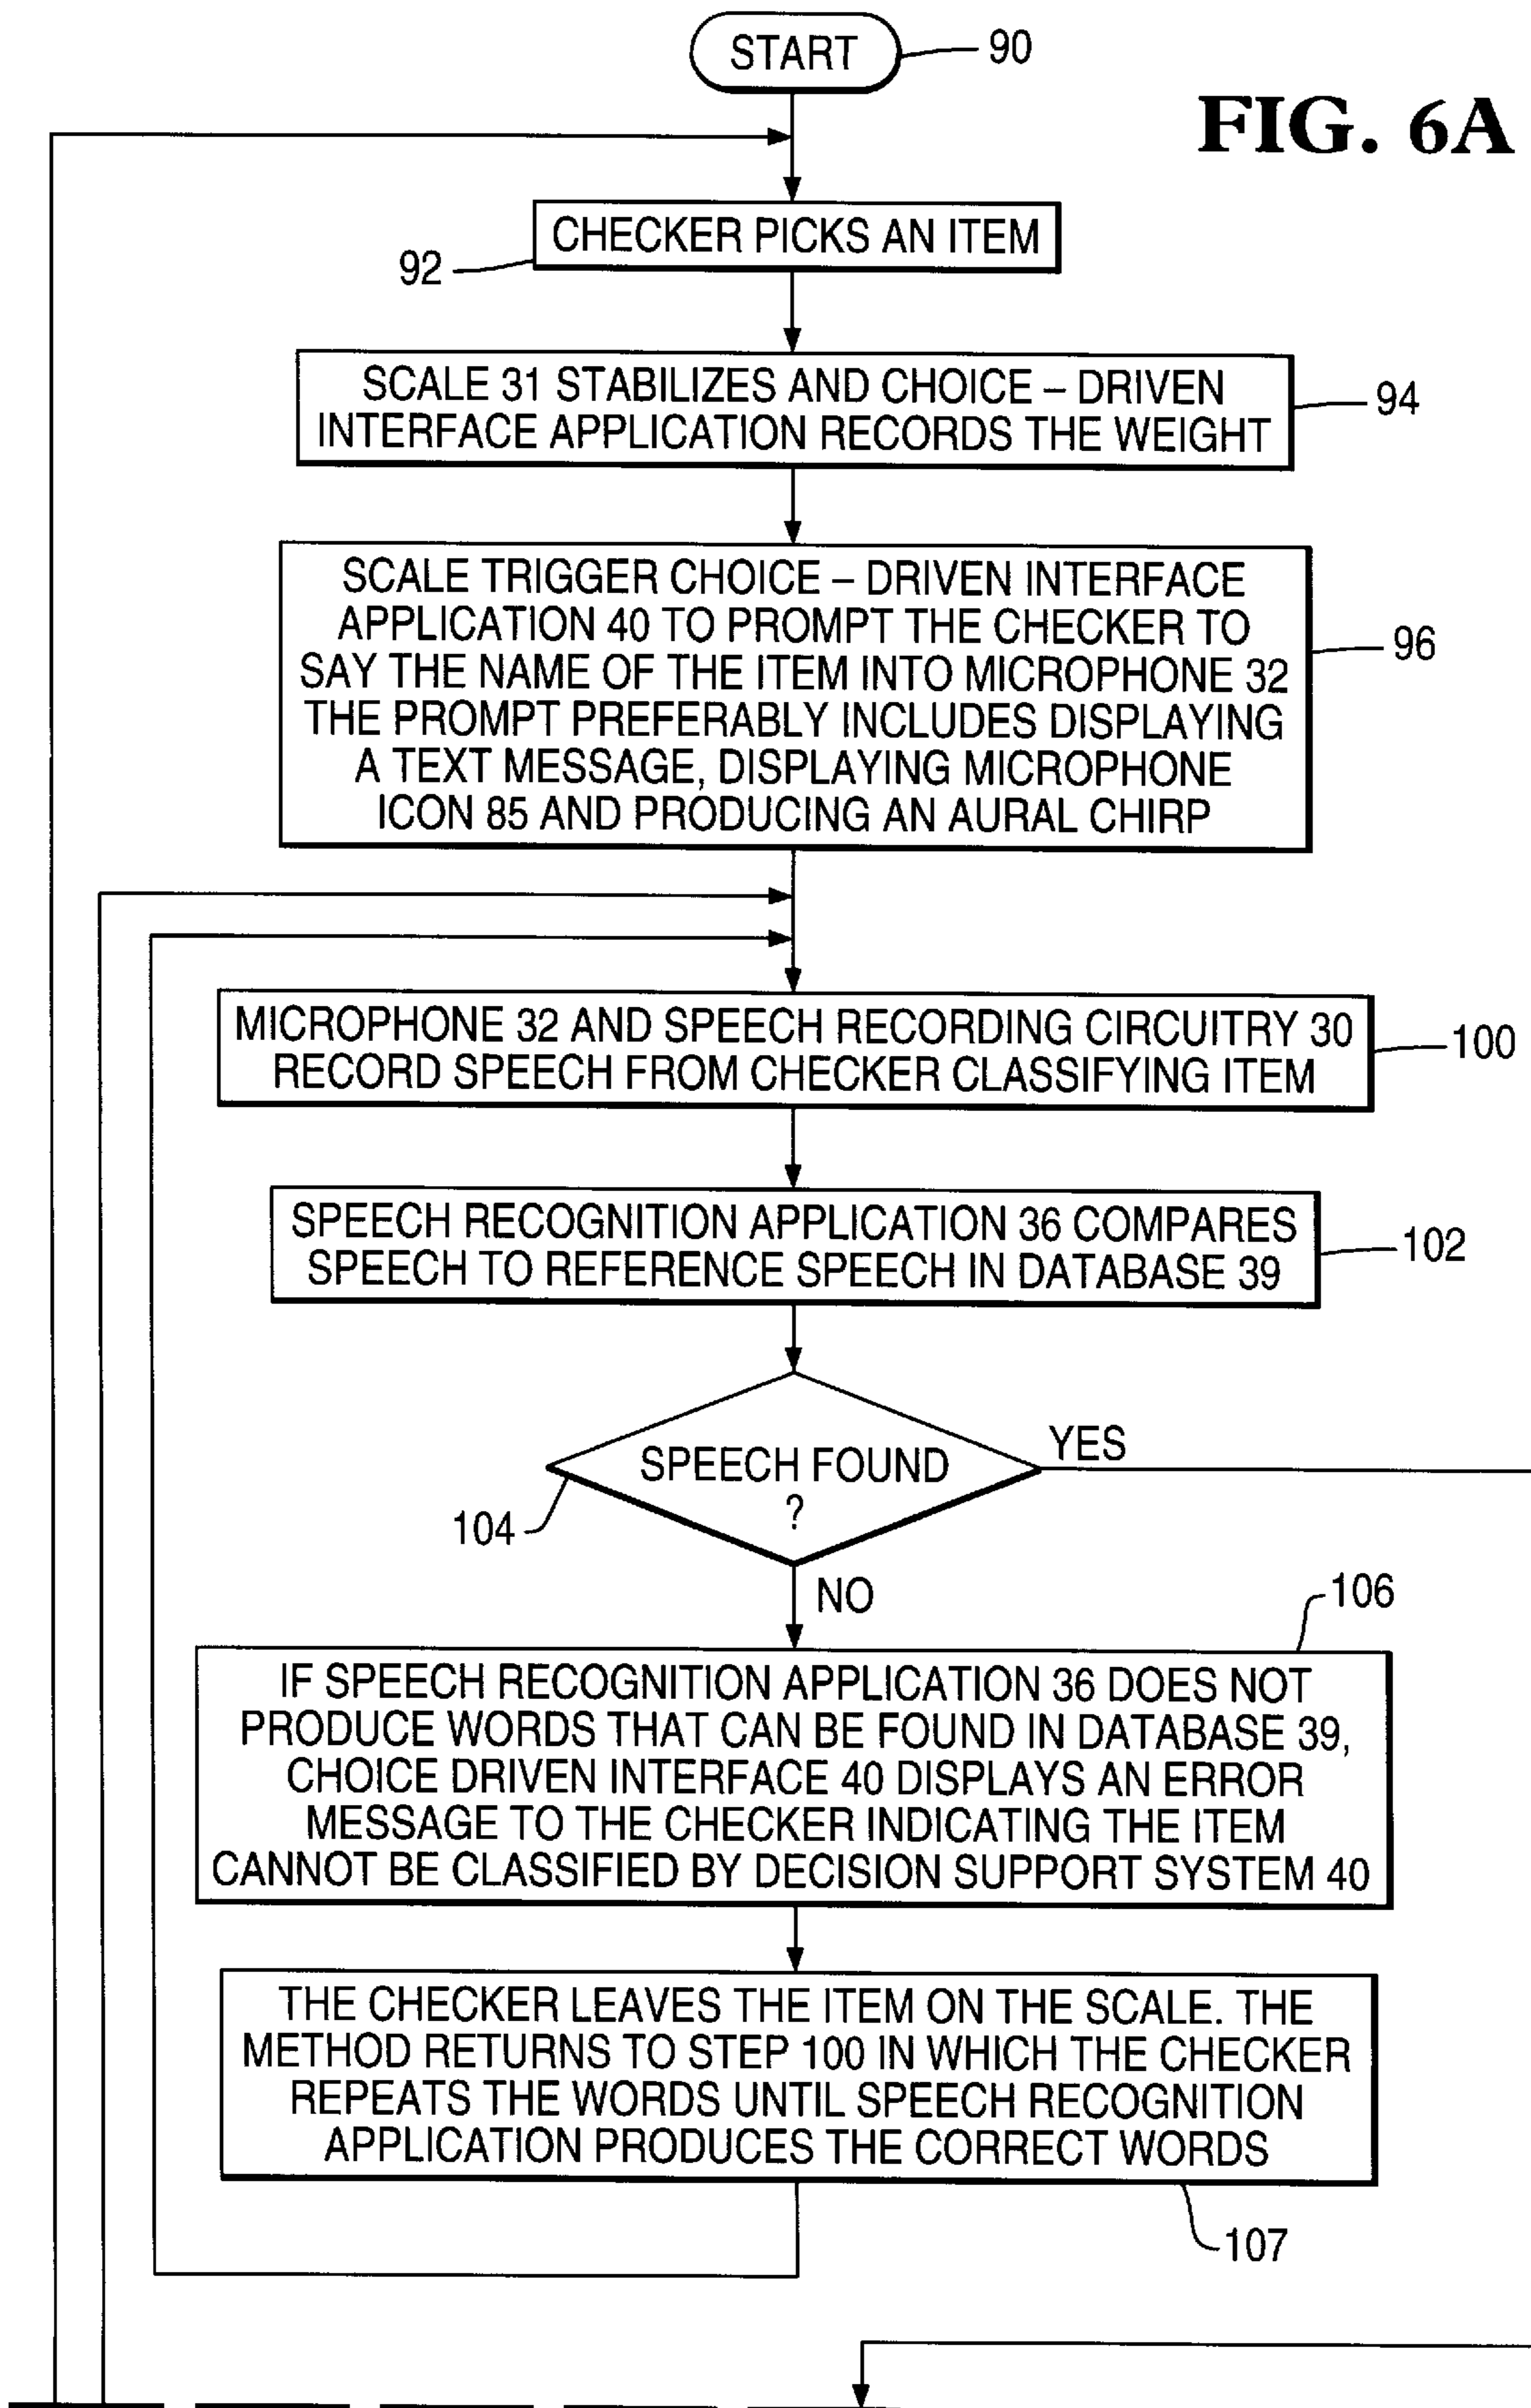 START
90
FIG. 6A
CHECKER PICKS AN ITEM
92
SCALE 31 STABILIZES AND CHOICE – DRIVEN
INTERFACE APPLICATION RECORDS THE WEIGHT
94
SCALE TRIGGER CHOICE – DRIVEN INTERFACE
APPLICATION 40 TO PROMPT THE CHECKER TO
SAY THE NAME OF THE ITEM INTO MICROPHONE 32
THE PROMPT PREFERABLY INCLUDES DISPLAYING
A TEXT MESSAGE, DISPLAYING MICROPHONE
ICON 85 AND PRODUCING AN AURAL CHIRP
96
MICROPHONE 32 AND SPEECH RECORDING CIRCUITRY 30
RECORD SPEECH FROM CHECKER CLASSIFYING ITEM
100
SPEECH RECOGNITION APPLICATION 36 COMPARES
SPEECH TO REFERENCE SPEECH IN DATABASE 39
102
SPEECH FOUND
?
YES
104
NO
106
IF SPEECH RECOGNITION APPLICATION 36 DOES NOT
PRODUCE WORDS THAT CAN BE FOUND IN DATABASE 39,
CHOICE DRIVEN INTERFACE 40 DISPLAYS AN ERROR
MESSAGE TO THE CHECKER INDICATING THE ITEM
CANNOT BE CLASSIFIED BY DECISION SUPPORT SYSTEM 40
THE CHECKER LEAVES THE ITEM ON THE SCALE. THE
METHOD RETURNS TO STEP 100 IN WHICH THE CHECKER
REPEATS THE WORDS UNTIL SPEECH RECOGNITION
APPLICATION PRODUCES THE CORRECT WORDS
107